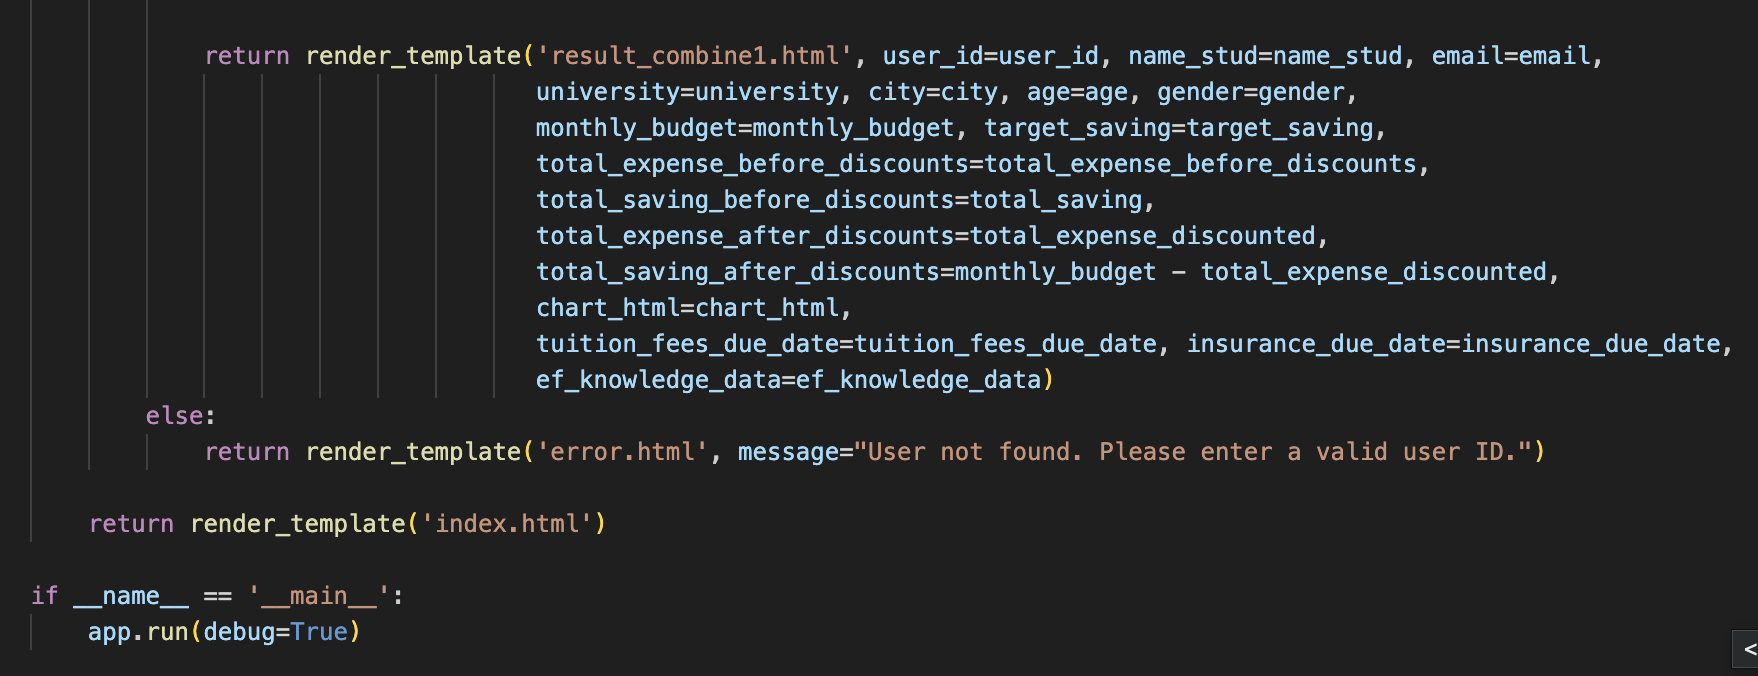 return render_template('result_combine1.html', user_id=user_id, name_stud=name_stud, email=email,
university=university, city=city, age=age, gender=gender,
monthly_budget=monthly_budget, target_saving=target_saving,
total_expense_before_discounts=total_expense_before_discounts,
total_saving_before_discounts=total_saving,
total_expense_after_discounts=total_expense_discounted,
total_saving_after_discounts=monthly_budget - total_expense_discounted,
chart_html=chart_html,
tuition_fees_due_date=tuition_fees_due_date, insurance_due_date=insurance_due_date,
ef_knowledge_data=ef_knowledge_data)
else:
return render_template('error.html', message="User not found. Please enter a valid user ID.")
return render_template('index.html')
if __name__ == '__main__':
app.run(debug=True)
<